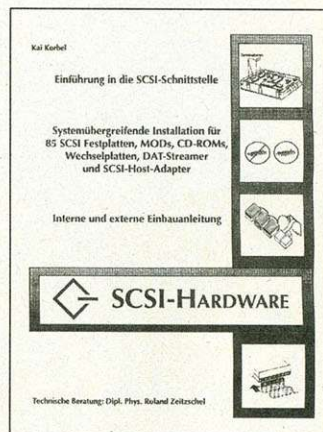 Kai Korbel
Einführung in die SCSI-Schnittstelle
Systemübergreifende Installation für
85 SCSI Festplatten, MODs, CD-ROMs,
Wechselplatten, DAT-Streamer
und SCSI-Host-Adapter
Interne und externe Einbauanleitung
SCSI-HARDWARE
Technische Beratung: Dipl. Phys. Roland Zeitzschel